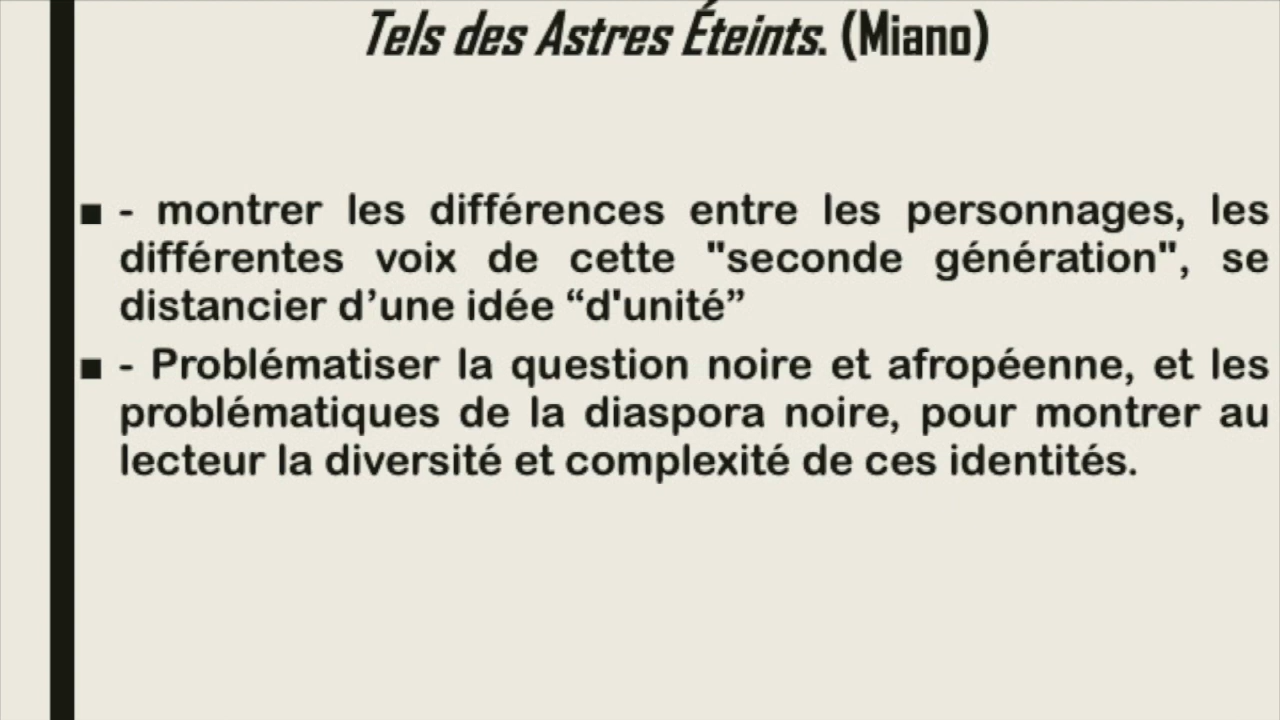 Tels des Astres Éteints. (Miano)
■ - montrer les différences entre les personnages, les
différentes voix de cette "seconde génération", se
distancier d’une idée “d'unité”
■ - Problématiser la question noire et afropéenne, et les
problématiques de la diaspora noire, pour montrer au
lecteur la diversité et complexité de ces identités.